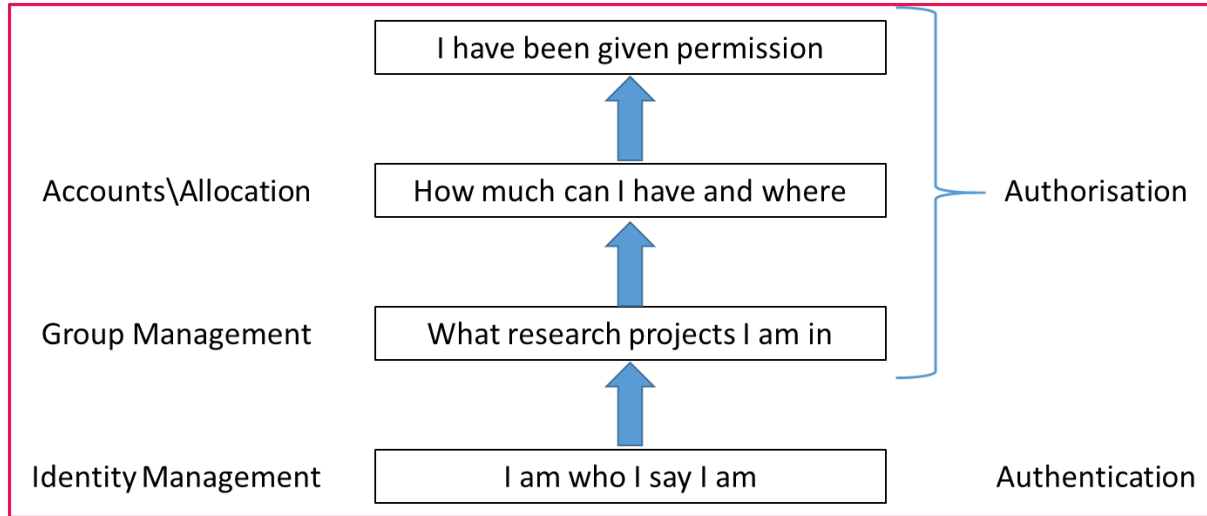 I have been given permission
Accounts\Allocation
How much can I have and where
Authorisation
Group Management
What research projects I am in
Identity Management
I am who I say I am
Authentication